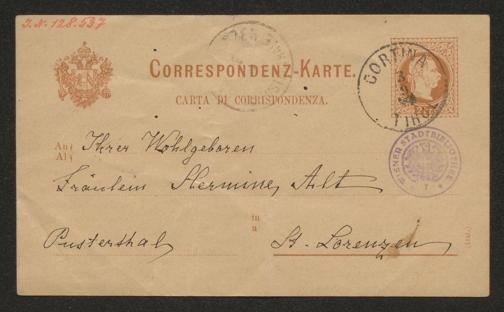 I.N. 128.537
CORRESPONDENZ-KARTE.
CARTA DI CORRISPONDENZA.
CORTINA
TIROL
WIENER STADTBIBLIOTHEK
An
Al
Ihrer Wohlgeboren
Fräulein Hermine Alt
in
a
Pusterthal
St. Lorenzen